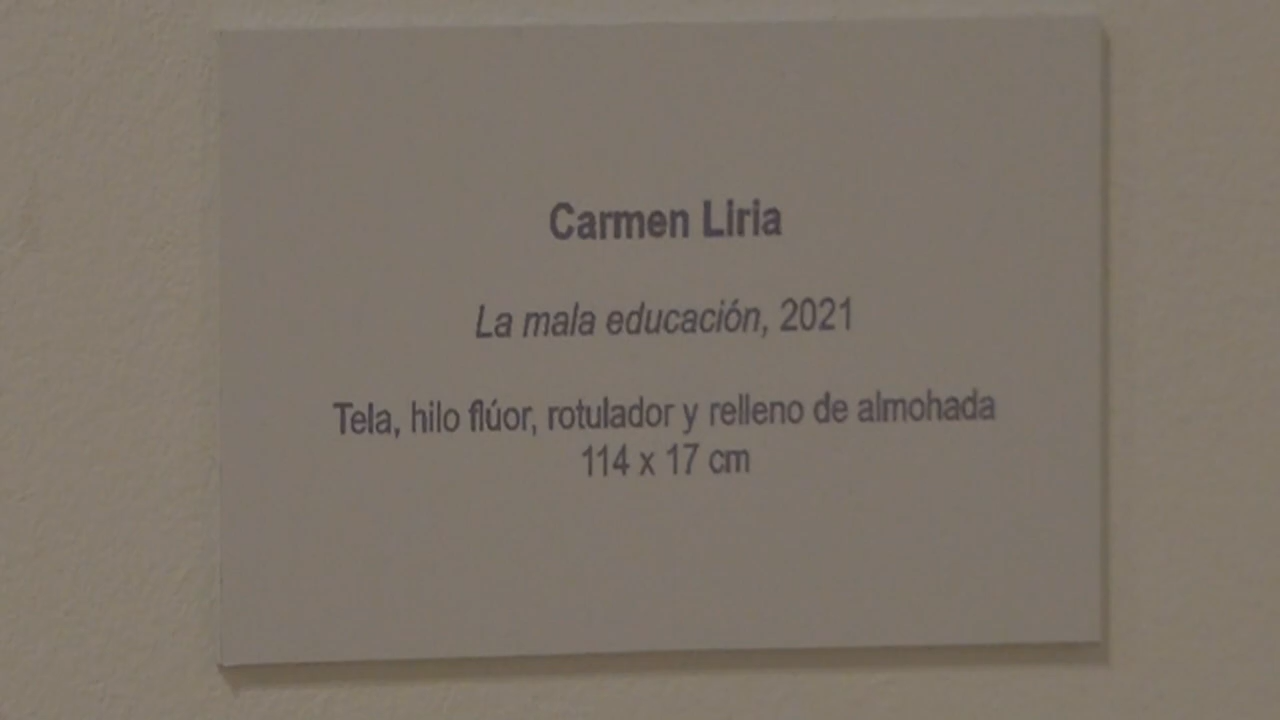 Carmen Liria
La mala educación, 2021
Tela, hilo flúor, rotulador y relleno de almohada
114 x 17 cm